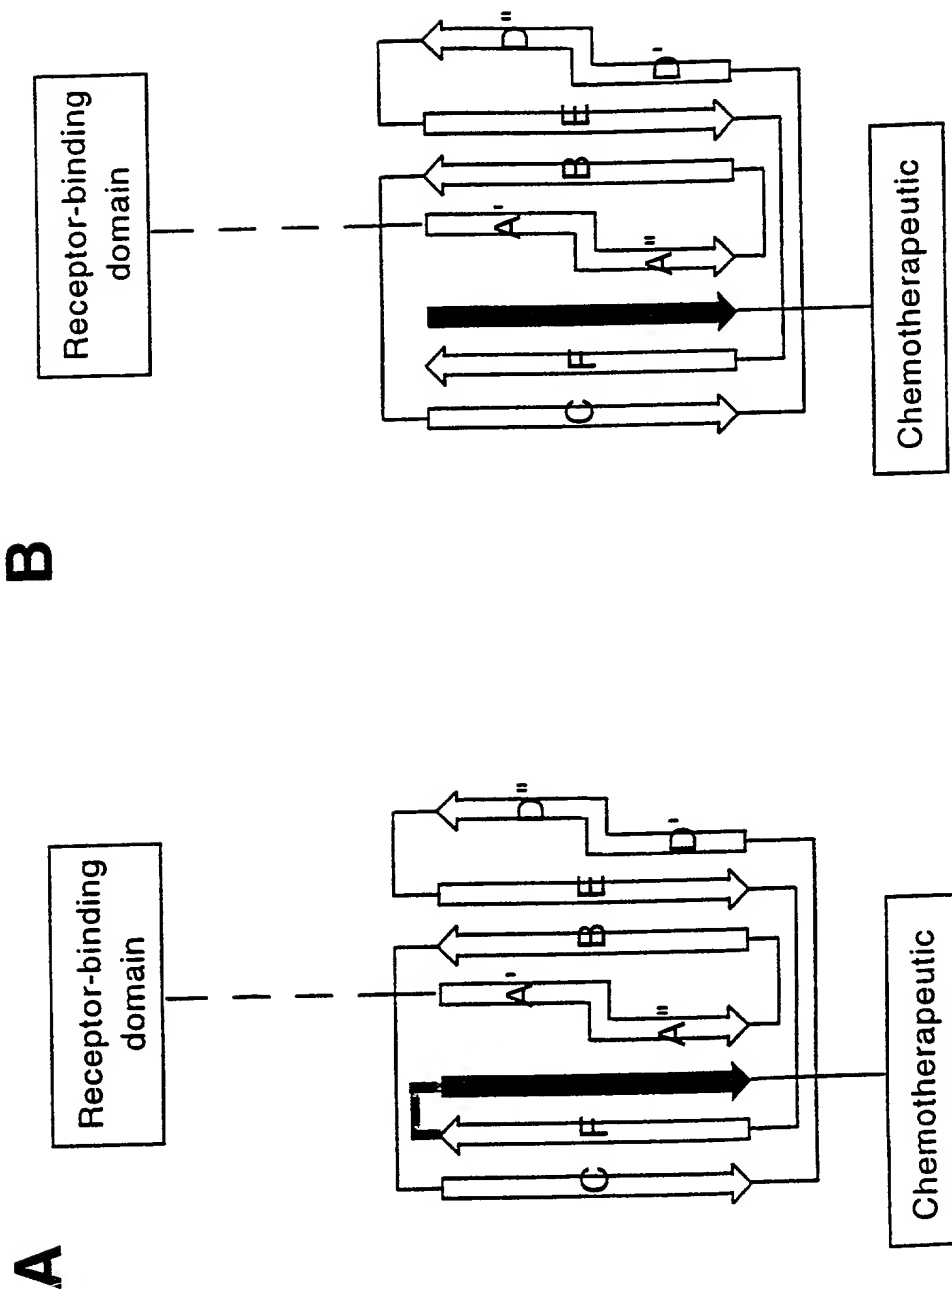 B
Receptor-binding
domain
A'
A"
B
C
D'
D"
E
F
Chemotherapeutic
A
Receptor-binding
domain
A'
A"
B
C
D'
D"
E
F
Chemotherapeutic